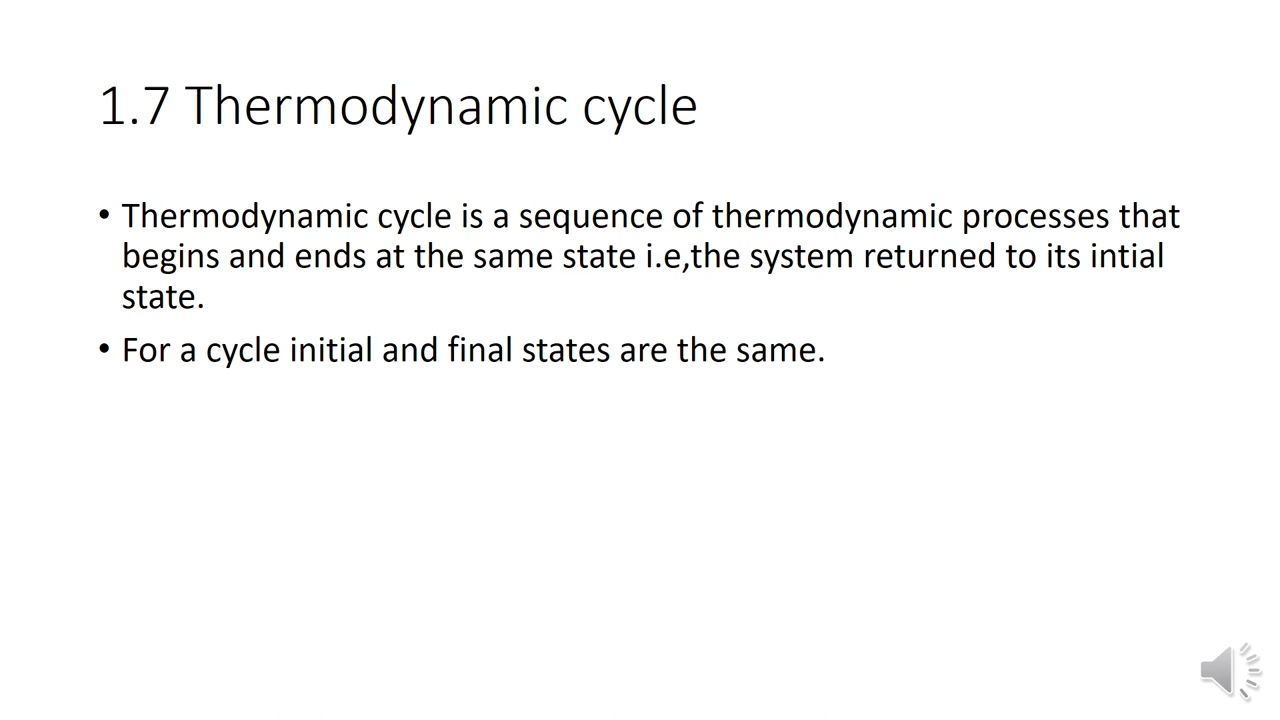 1.7 Thermodynamic cycle
• Thermodynamic cycle is a sequence of thermodynamic processes that
begins and ends at the same state i.e,the system returned to its intial
state.
• For a cycle initial and final states are the same.